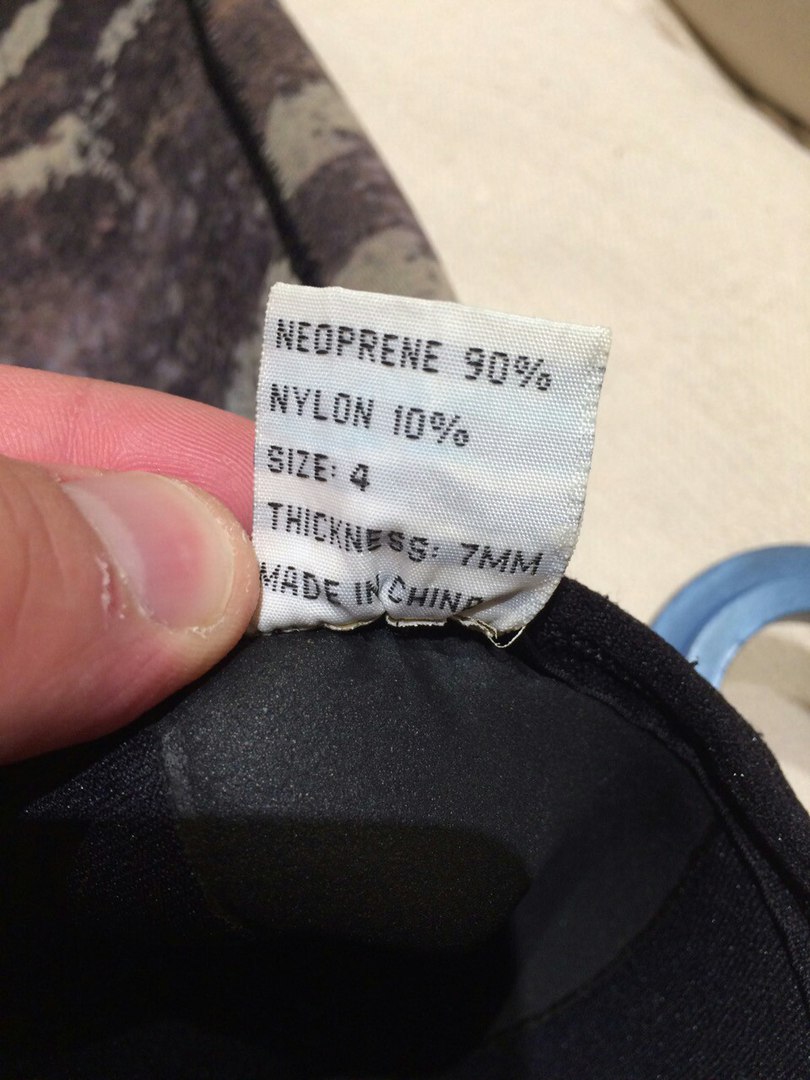 NEOPRENE 90%
NYLON 10%
SIZE: 4
THICKNESS: 7MM
MADE IN CHINA